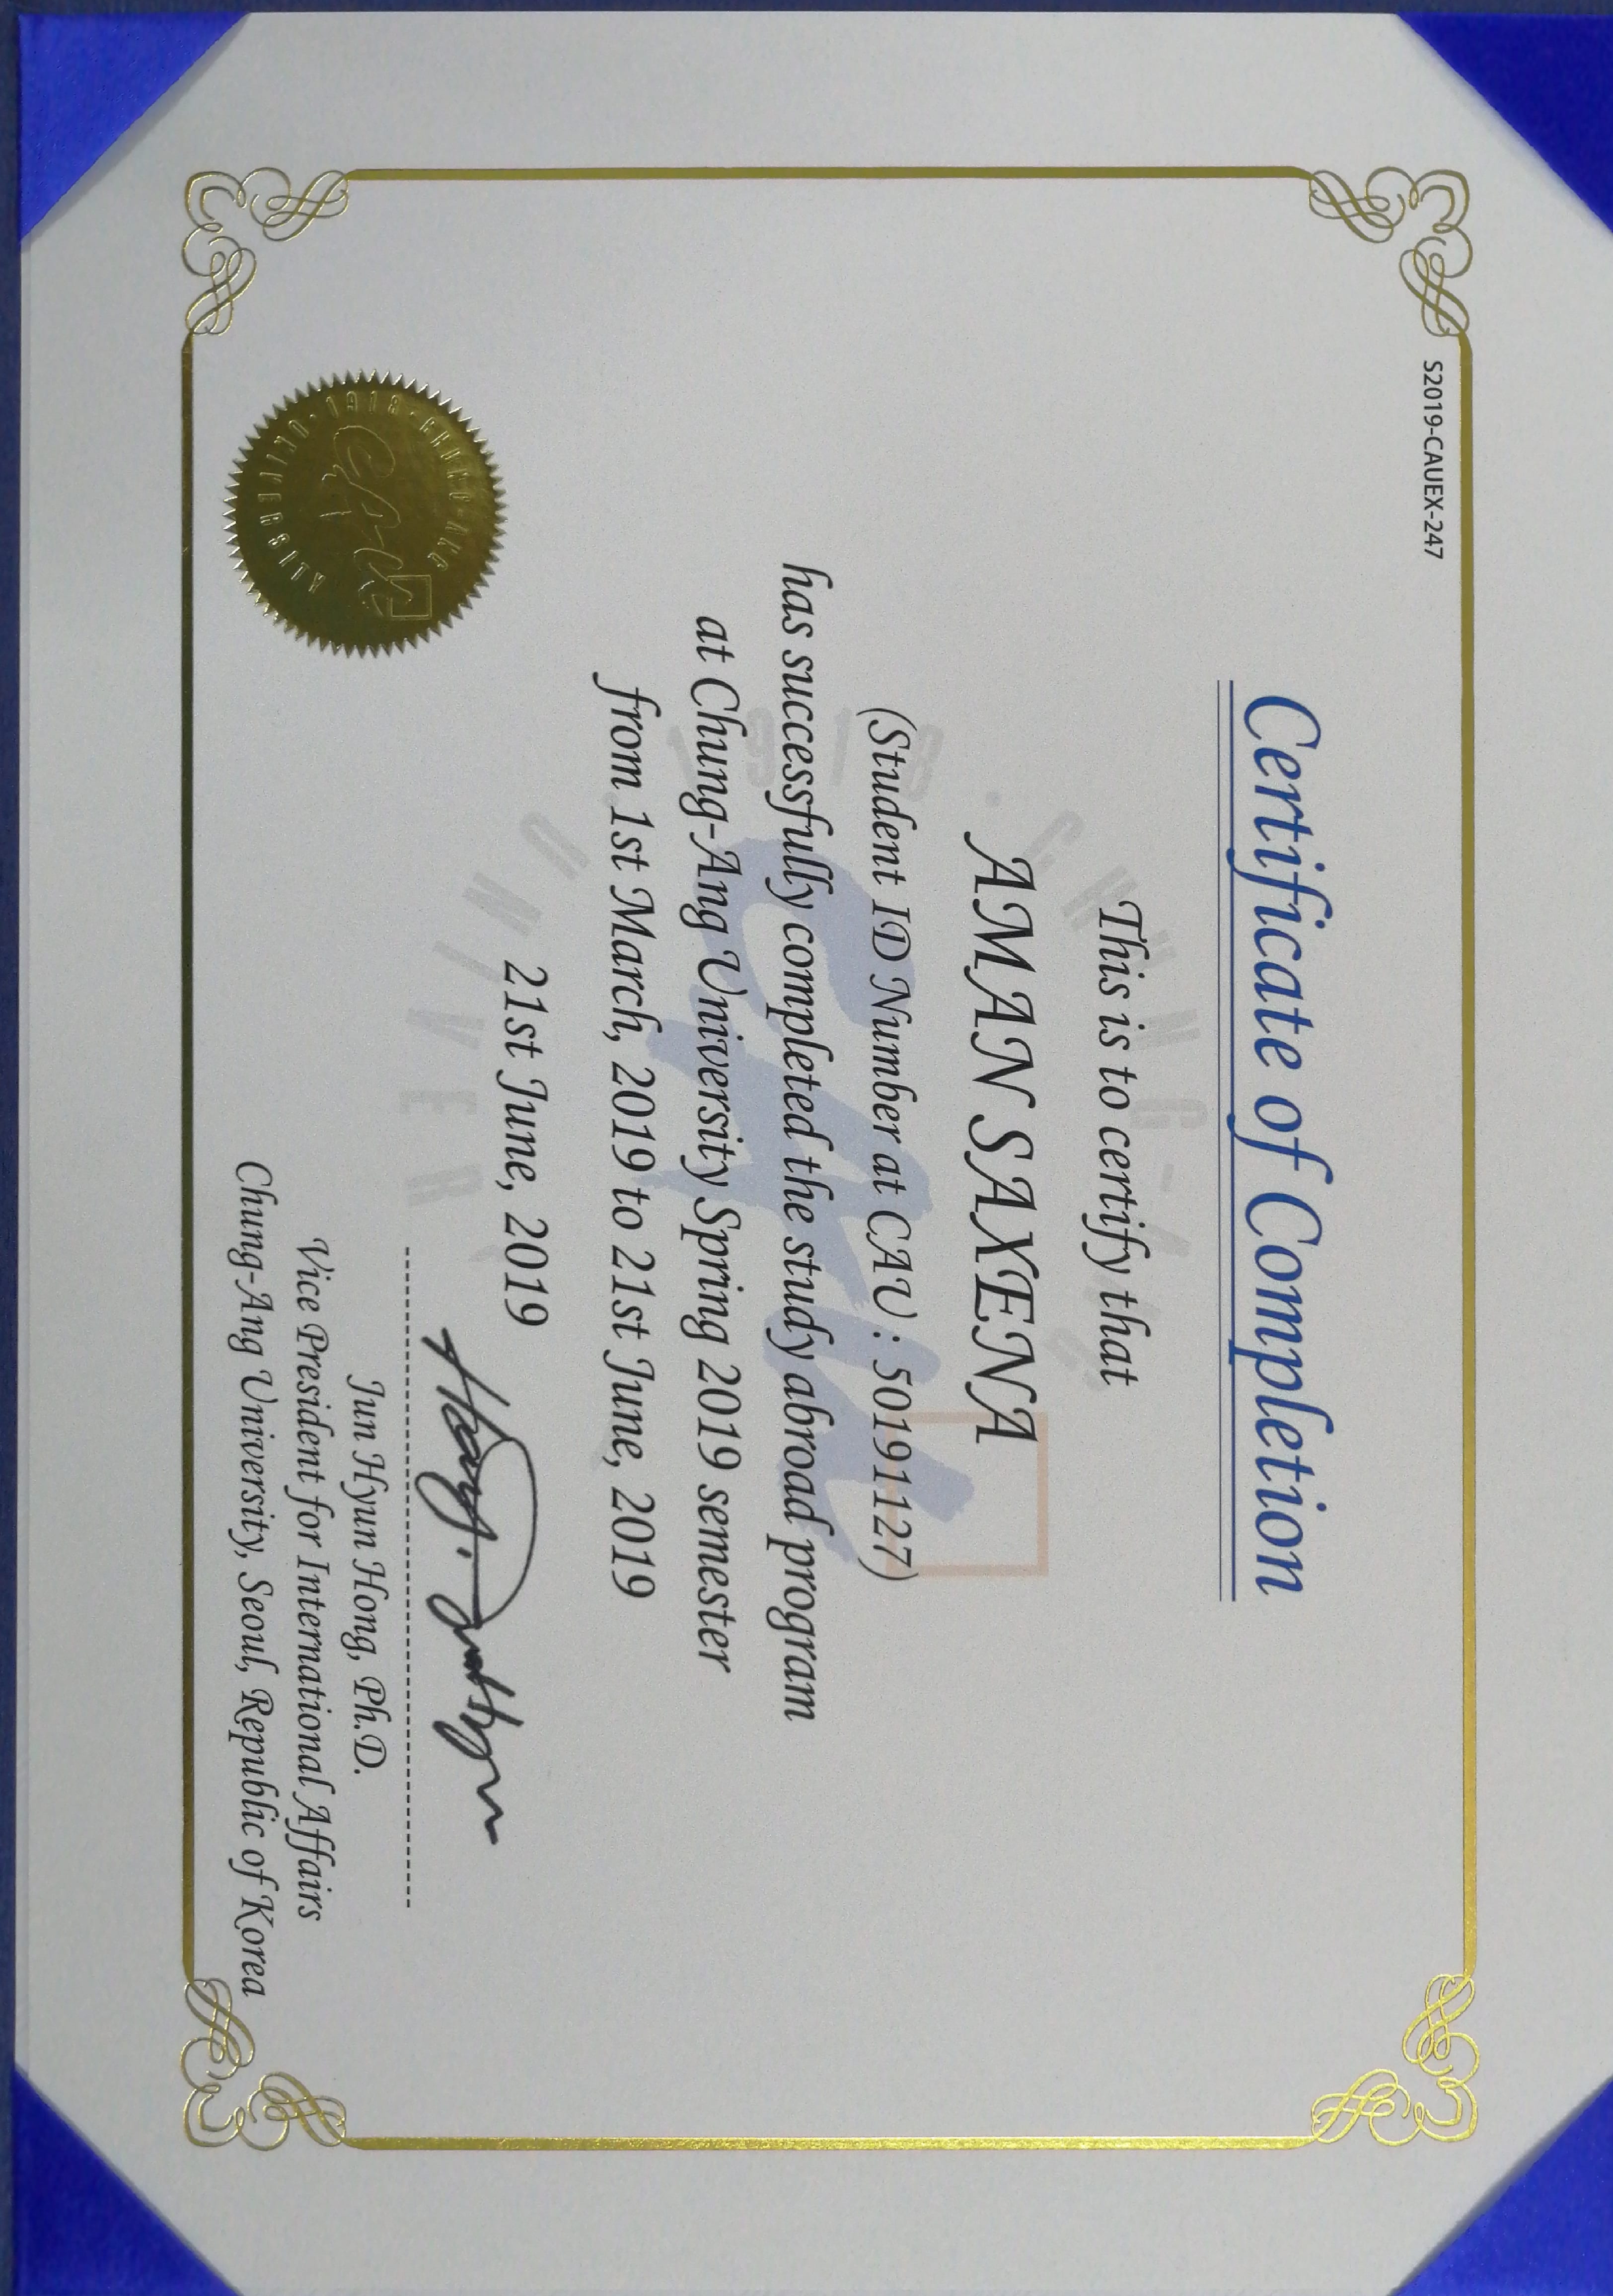 S2019-CAUEX-247
Certificate of Completion
This is to certify that
AMAN SAXENA
(Student ID Number at CAU : 50191127)
has successfully completed the study abroad program
at Chung-Ang University Spring 2019 semester
from 1st March, 2019 to 21st June, 2019
21st June, 2019
Jun Hyun Hong, Ph.D.
Vice President for International Affairs
Chung-Ang University, Seoul, Republic of Korea
1918 · CHUNG-ANG UNIVERSITY
CAU